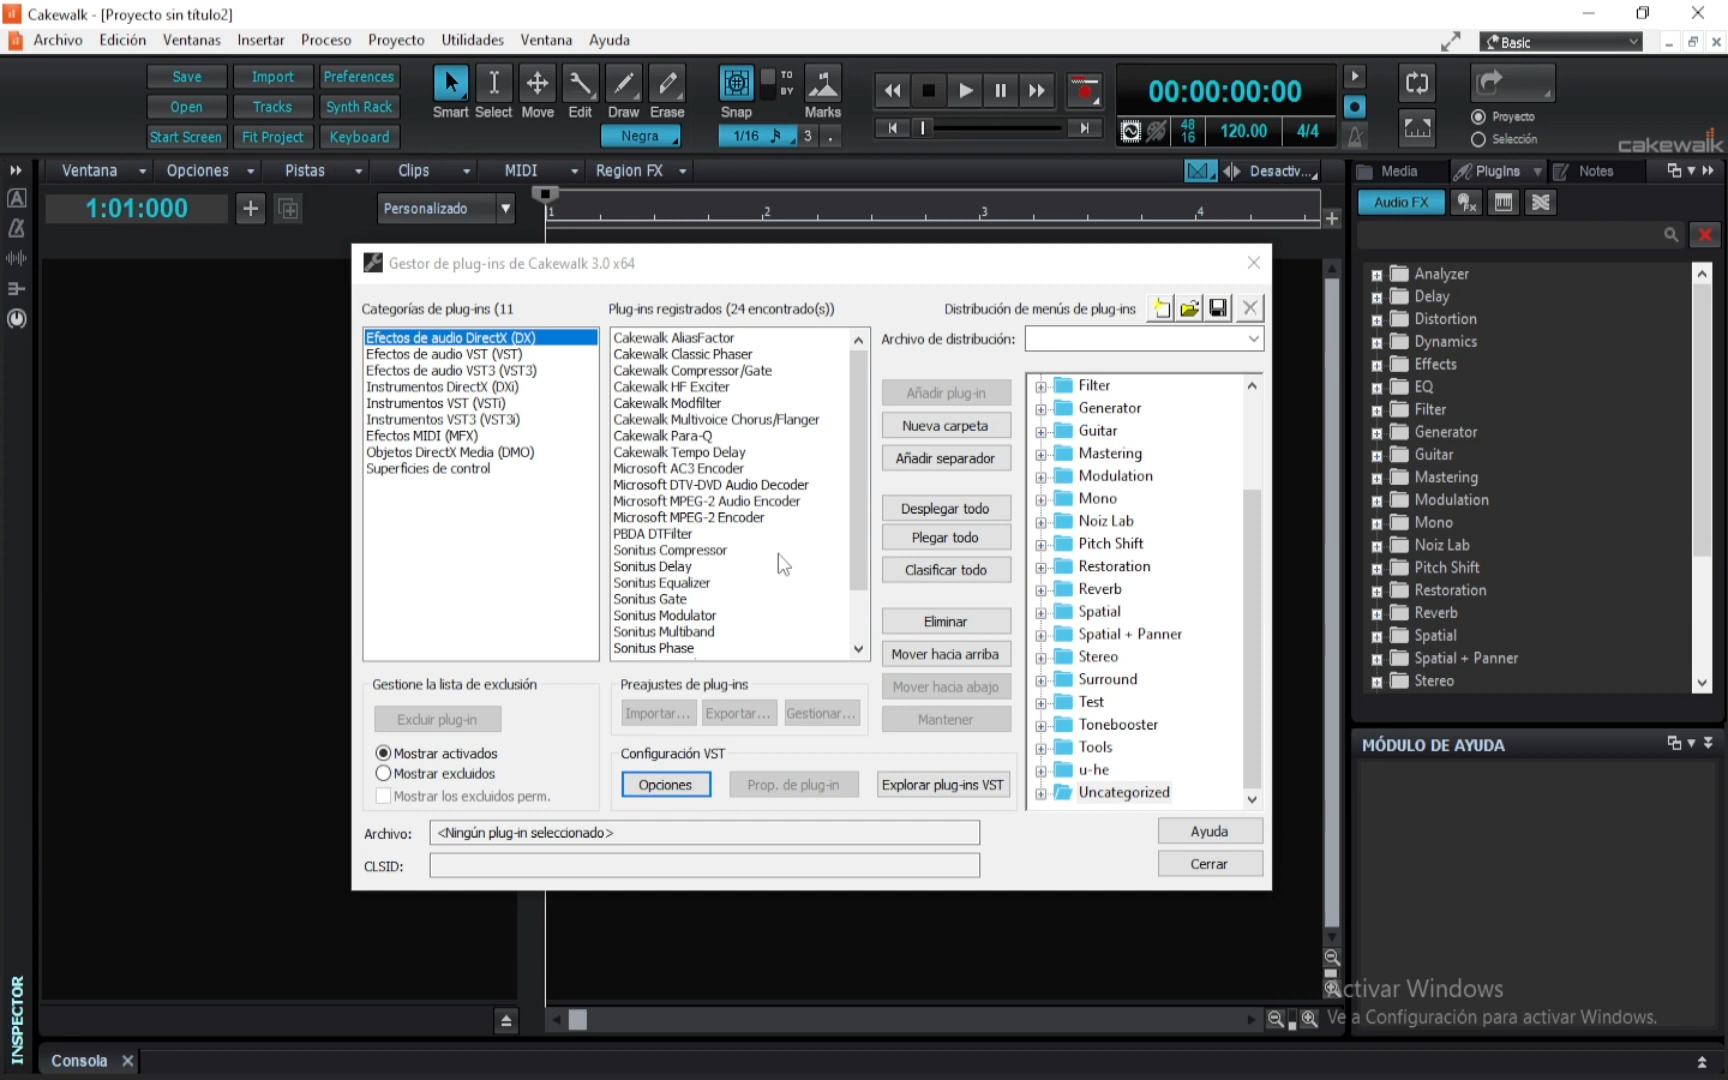 Cakewalk - [Proyecto sin título2]
Archivo Edición Ventanas Insertar Proceso Proyecto Utilidades Ventana Ayuda
Basic
Save Import Preferences
Open Tracks Synth Rack
Start Screen Fit Project Keyboard
Smart Select Move Edit Draw Erase
Negra
Snap TO BY Marks
1/16 3 .
00:00:00:00
48 16 120.00 4/4
Proyecto
Selección
cakewalk
Ventana Opciones Pistas Clips MIDI Region FX
Desactiv...
Media PlugIns Notes
1:01:000
Personalizado
1 2 3 4
Audio FX
Analyzer
Delay
Distortion
Dynamics
Effects
EQ
Filter
Generator
Guitar
Mastering
Modulation
Mono
Noiz Lab
Pitch Shift
Restoration
Reverb
Spatial
Spatial + Panner
Stereo
MÓDULO DE AYUDA
Gestor de plug-ins de Cakewalk 3.0 x64
Categorías de plug-ins (11
Efectos de audio DirectX (DX)
Efectos de audio VST (VST)
Efectos de audio VST3 (VST3)
Instrumentos DirectX (DXi)
Instrumentos VST (VSTi)
Instrumentos VST3 (VST3i)
Efectos MIDI (MFX)
Objetos DirectX Media (DMO)
Superficies de control
Plug-ins registrados (24 encontrado(s))
Cakewalk AliasFactor
Cakewalk Classic Phaser
Cakewalk Compressor/Gate
Cakewalk HF Exciter
Cakewalk Modfilter
Cakewalk Multivoice Chorus/Flanger
Cakewalk Para-Q
Cakewalk Tempo Delay
Microsoft AC3 Encoder
Microsoft DTV-DVD Audio Decoder
Microsoft MPEG-2 Audio Encoder
Microsoft MPEG-2 Encoder
PBDA DTFilter
Sonitus Compressor
Sonitus Delay
Sonitus Equalizer
Sonitus Gate
Sonitus Modulator
Sonitus Multiband
Sonitus Phase
Distribución de menús de plug-ins
Archivo de distribución:
Añadir plug-in
Nueva carpeta
Añadir separador
Desplegar todo
Plegar todo
Clasificar todo
Eliminar
Mover hacia arriba
Mover hacia abajo
Mantener
Filter
Generator
Guitar
Mastering
Modulation
Mono
Noiz Lab
Pitch Shift
Restoration
Reverb
Spatial
Spatial + Panner
Stereo
Surround
Test
Tonebooster
Tools
u-he
Uncategorized
Gestione la lista de exclusión
Excluir plug-in
Mostrar activados
Mostrar excluidos
Mostrar los excluidos perm.
Preajustes de plug-ins
Importar... Exportar... Gestionar...
Configuración VST
Opciones Prop. de plug-in Explorar plug-ins VST
Archivo: <Ningún plug-in seleccionado>
CLSID:
Ayuda
Cerrar
Activar Windows
Ve a Configuración para activar Windows.
INSPECTOR
Consola